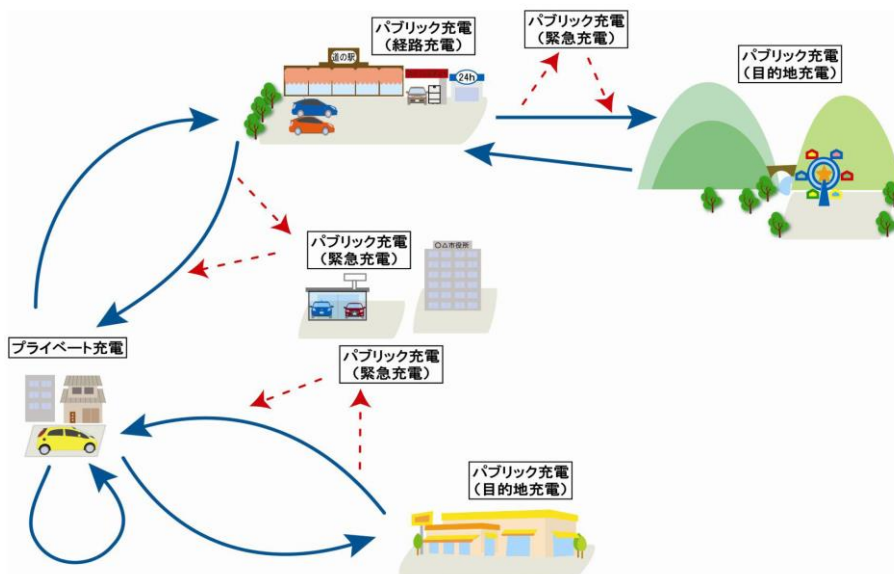 パブリック充電
（経路充電）
パブリック充電
（緊急充電）
パブリック充電
（目的地充電）
道の駅
24h
パブリック充電
（緊急充電）
〇△市役所
プライベート充電
パブリック充電
（緊急充電）
パブリック充電
（目的地充電）